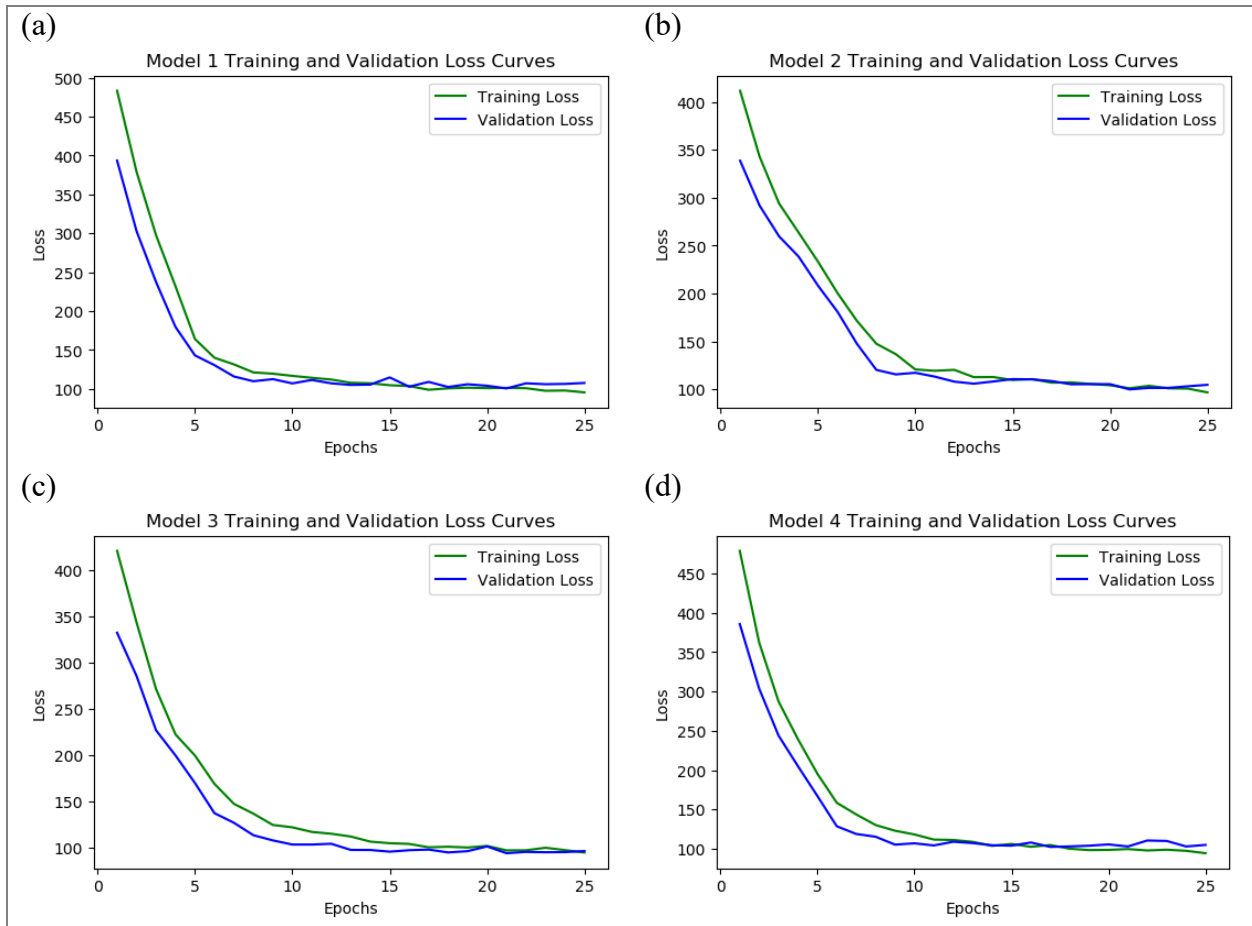 (a)
Model 1 Training and Validation Loss Curves
Training Loss
Validation Loss
500
450
400
350
300
250
200
150
100
Loss
0 5 10 15 20 25
Epochs
(b)
Model 2 Training and Validation Loss Curves
Training Loss
Validation Loss
400
350
300
250
200
150
100
Loss
0 5 10 15 20 25
Epochs
(c)
Model 3 Training and Validation Loss Curves
Training Loss
Validation Loss
400
350
300
250
200
150
100
Loss
0 5 10 15 20 25
Epochs
(d)
Model 4 Training and Validation Loss Curves
Training Loss
Validation Loss
450
400
350
300
250
200
150
100
Loss
0 5 10 15 20 25
Epochs